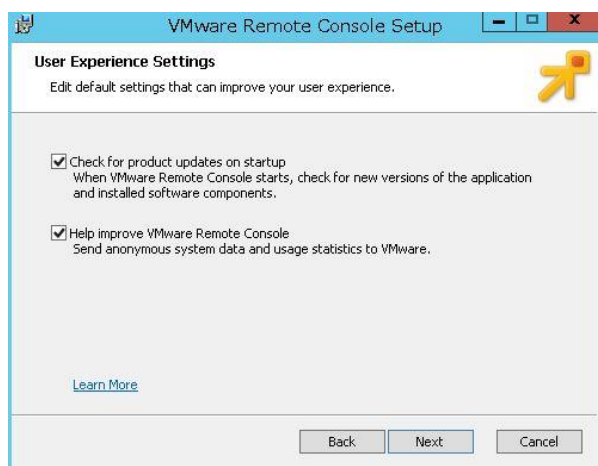 VMware Remote Console Setup
User Experience Settings
Edit default settings that can improve your user experience.
Check for product updates on startup
When VMware Remote Console starts, check for new versions of the application
and installed software components.
Help improve VMware Remote Console
Send anonymous system data and usage statistics to VMware.
Learn More
Back Next Cancel